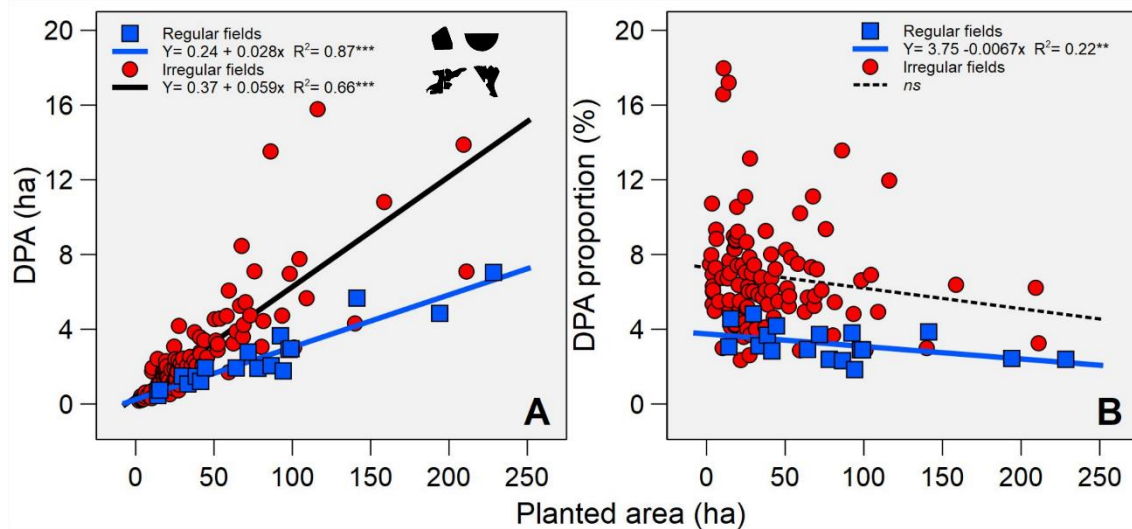 20
16
12
8
4
0
DPA (ha)
Regular fields
Y= 0.24 + 0.028x R²= 0.87***
Irregular fields
Y= 0.37 + 0.059x R²= 0.66***
A
0 50 100 150 200 250
20
16
12
8
4
0
DPA proportion (%)
Regular fields
Y= 3.75 -0.0067x R²= 0.22**
Irregular fields
ns
B
0 50 100 150 200 250
Planted area (ha)